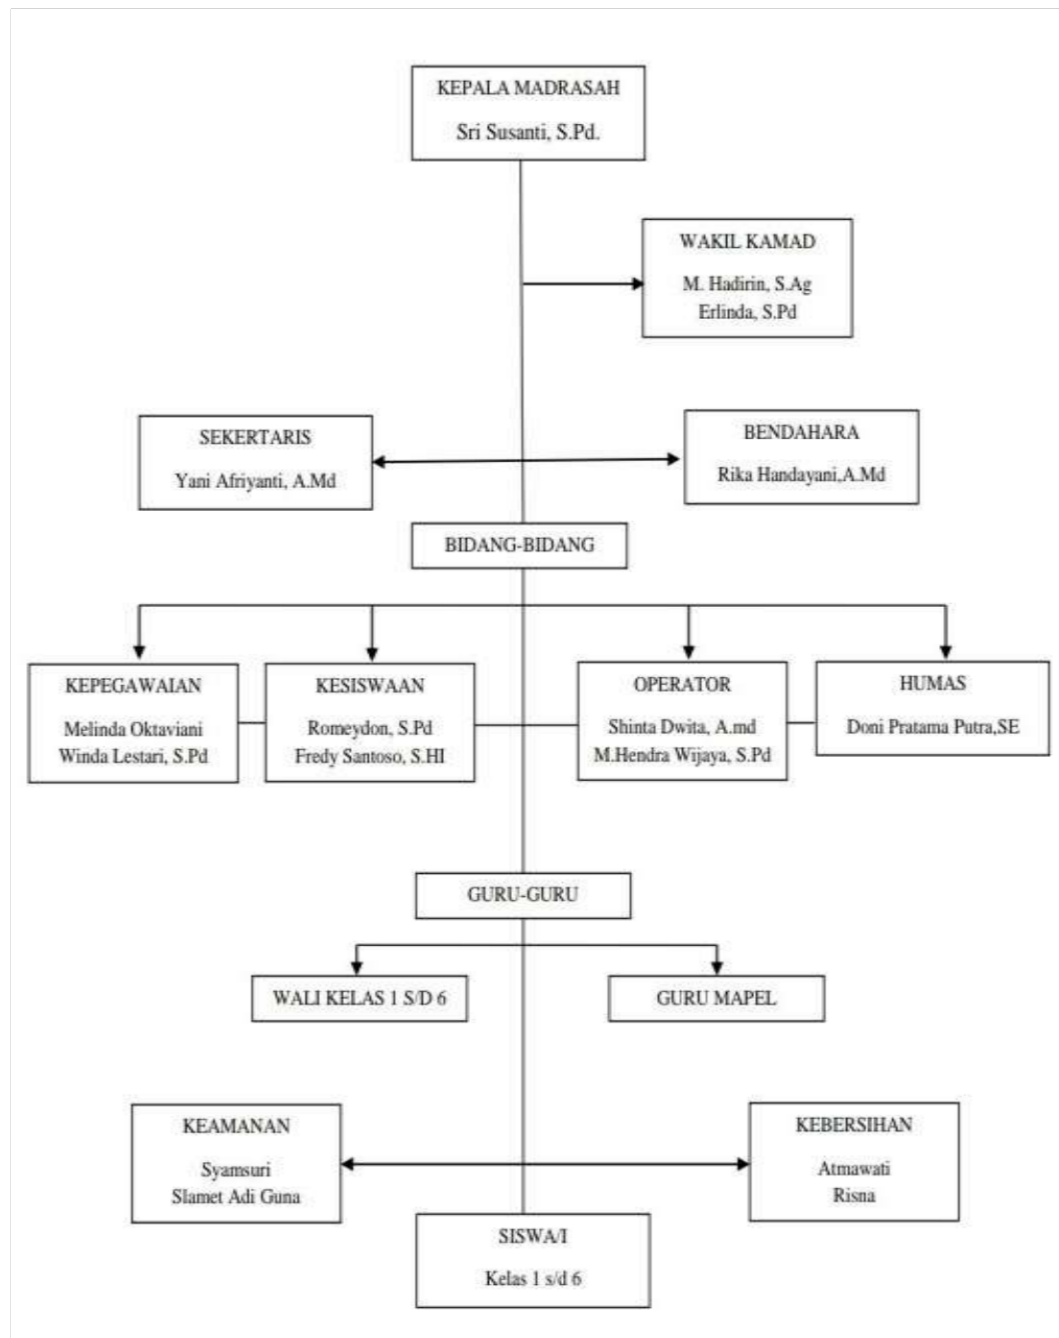 KEPALA MADRASAH
Sri Susanti, S.Pd.
WAKIL KAMAD
M. Hadirin, S.Ag
Erlinda, S.Pd
SEKERTARIS
Yani Afriyanti, A.Md
BENDAHARA
Rika Handayani,A.Md
BIDANG-BIDANG
KEPEGAWAIAN
Melinda Oktaviani
Winda Lestari, S.Pd
KESISWAAN
Romeydon, S.Pd
Fredy Santoso, S.HI
OPERATOR
Shinta Dwita, A.md
M.Hendra Wijaya, S.Pd
HUMAS
Doni Pratama Putra,SE
GURU-GURU
WALI KELAS 1 S/D 6
GURU MAPEL
KEAMANAN
Syamsuri
Slamet Adi Guna
KEBERSIHAN
Atmawati
Risna
SISWA/I
Kelas 1 s/d 6